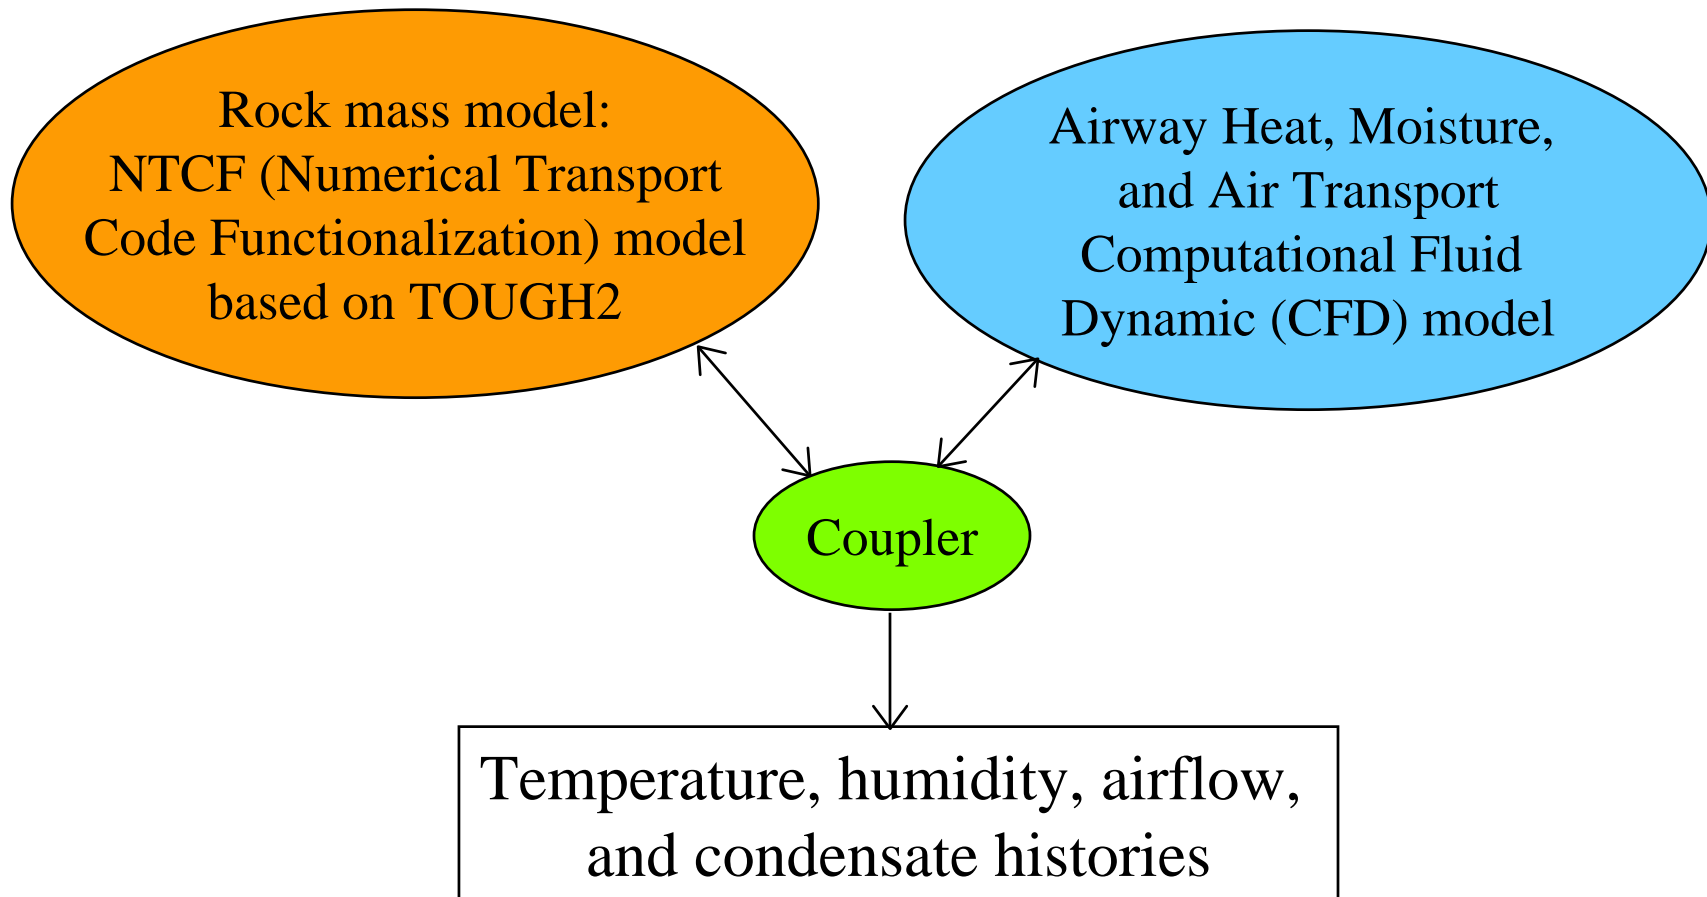 Rock mass model:
NTCF (Numerical Transport
Code Functionalization) model
based on TOUGH2
Airway Heat, Moisture,
and Air Transport
Computational Fluid
Dynamic (CFD) model
Coupler
Temperature, humidity, airflow,
and condensate histories